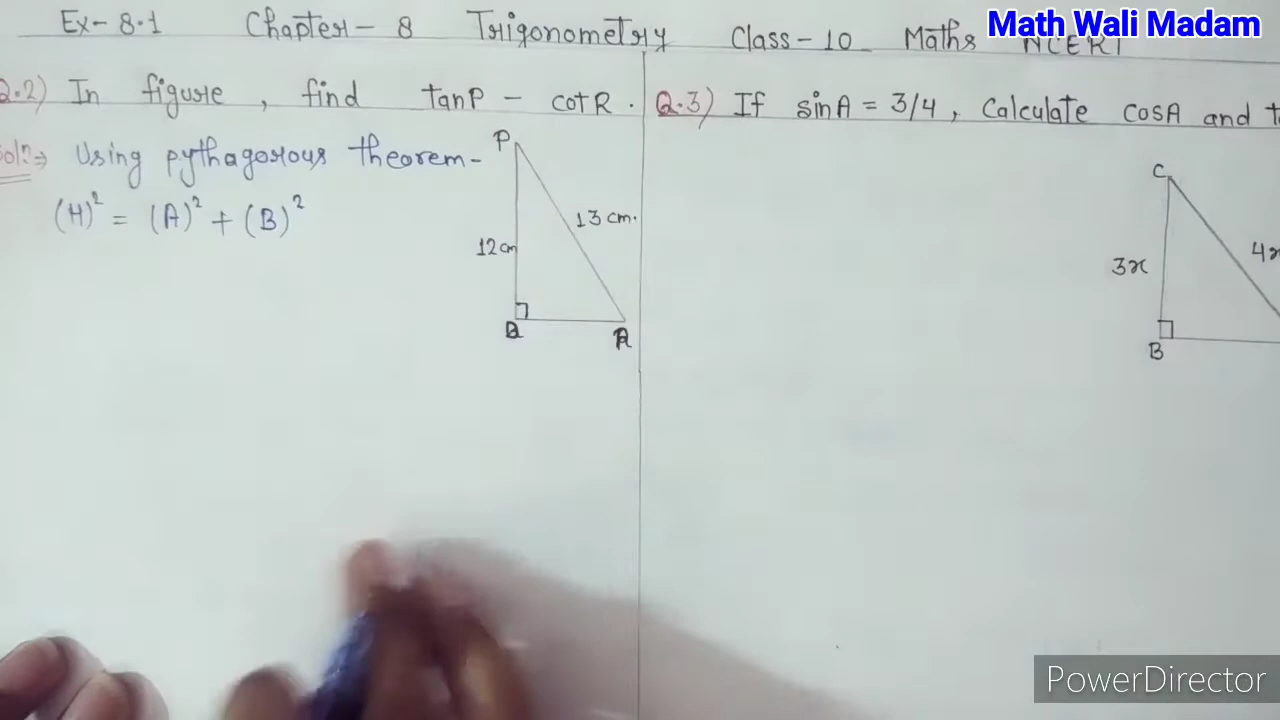 Ex-8.1 Chapter-8 Trigonometry Class-10 Maths NCERT
Math Wali Madam
Q.2) In figure, find tanP - cotR.
Solⁿ⇒ Using pythagorous theorem-
(H)² = (A)² + (B)²
P
13 cm.
12cm
Q
R
Q.3) If sinA = 3/4, Calculate cosA and
C
3x
B
PowerDirector